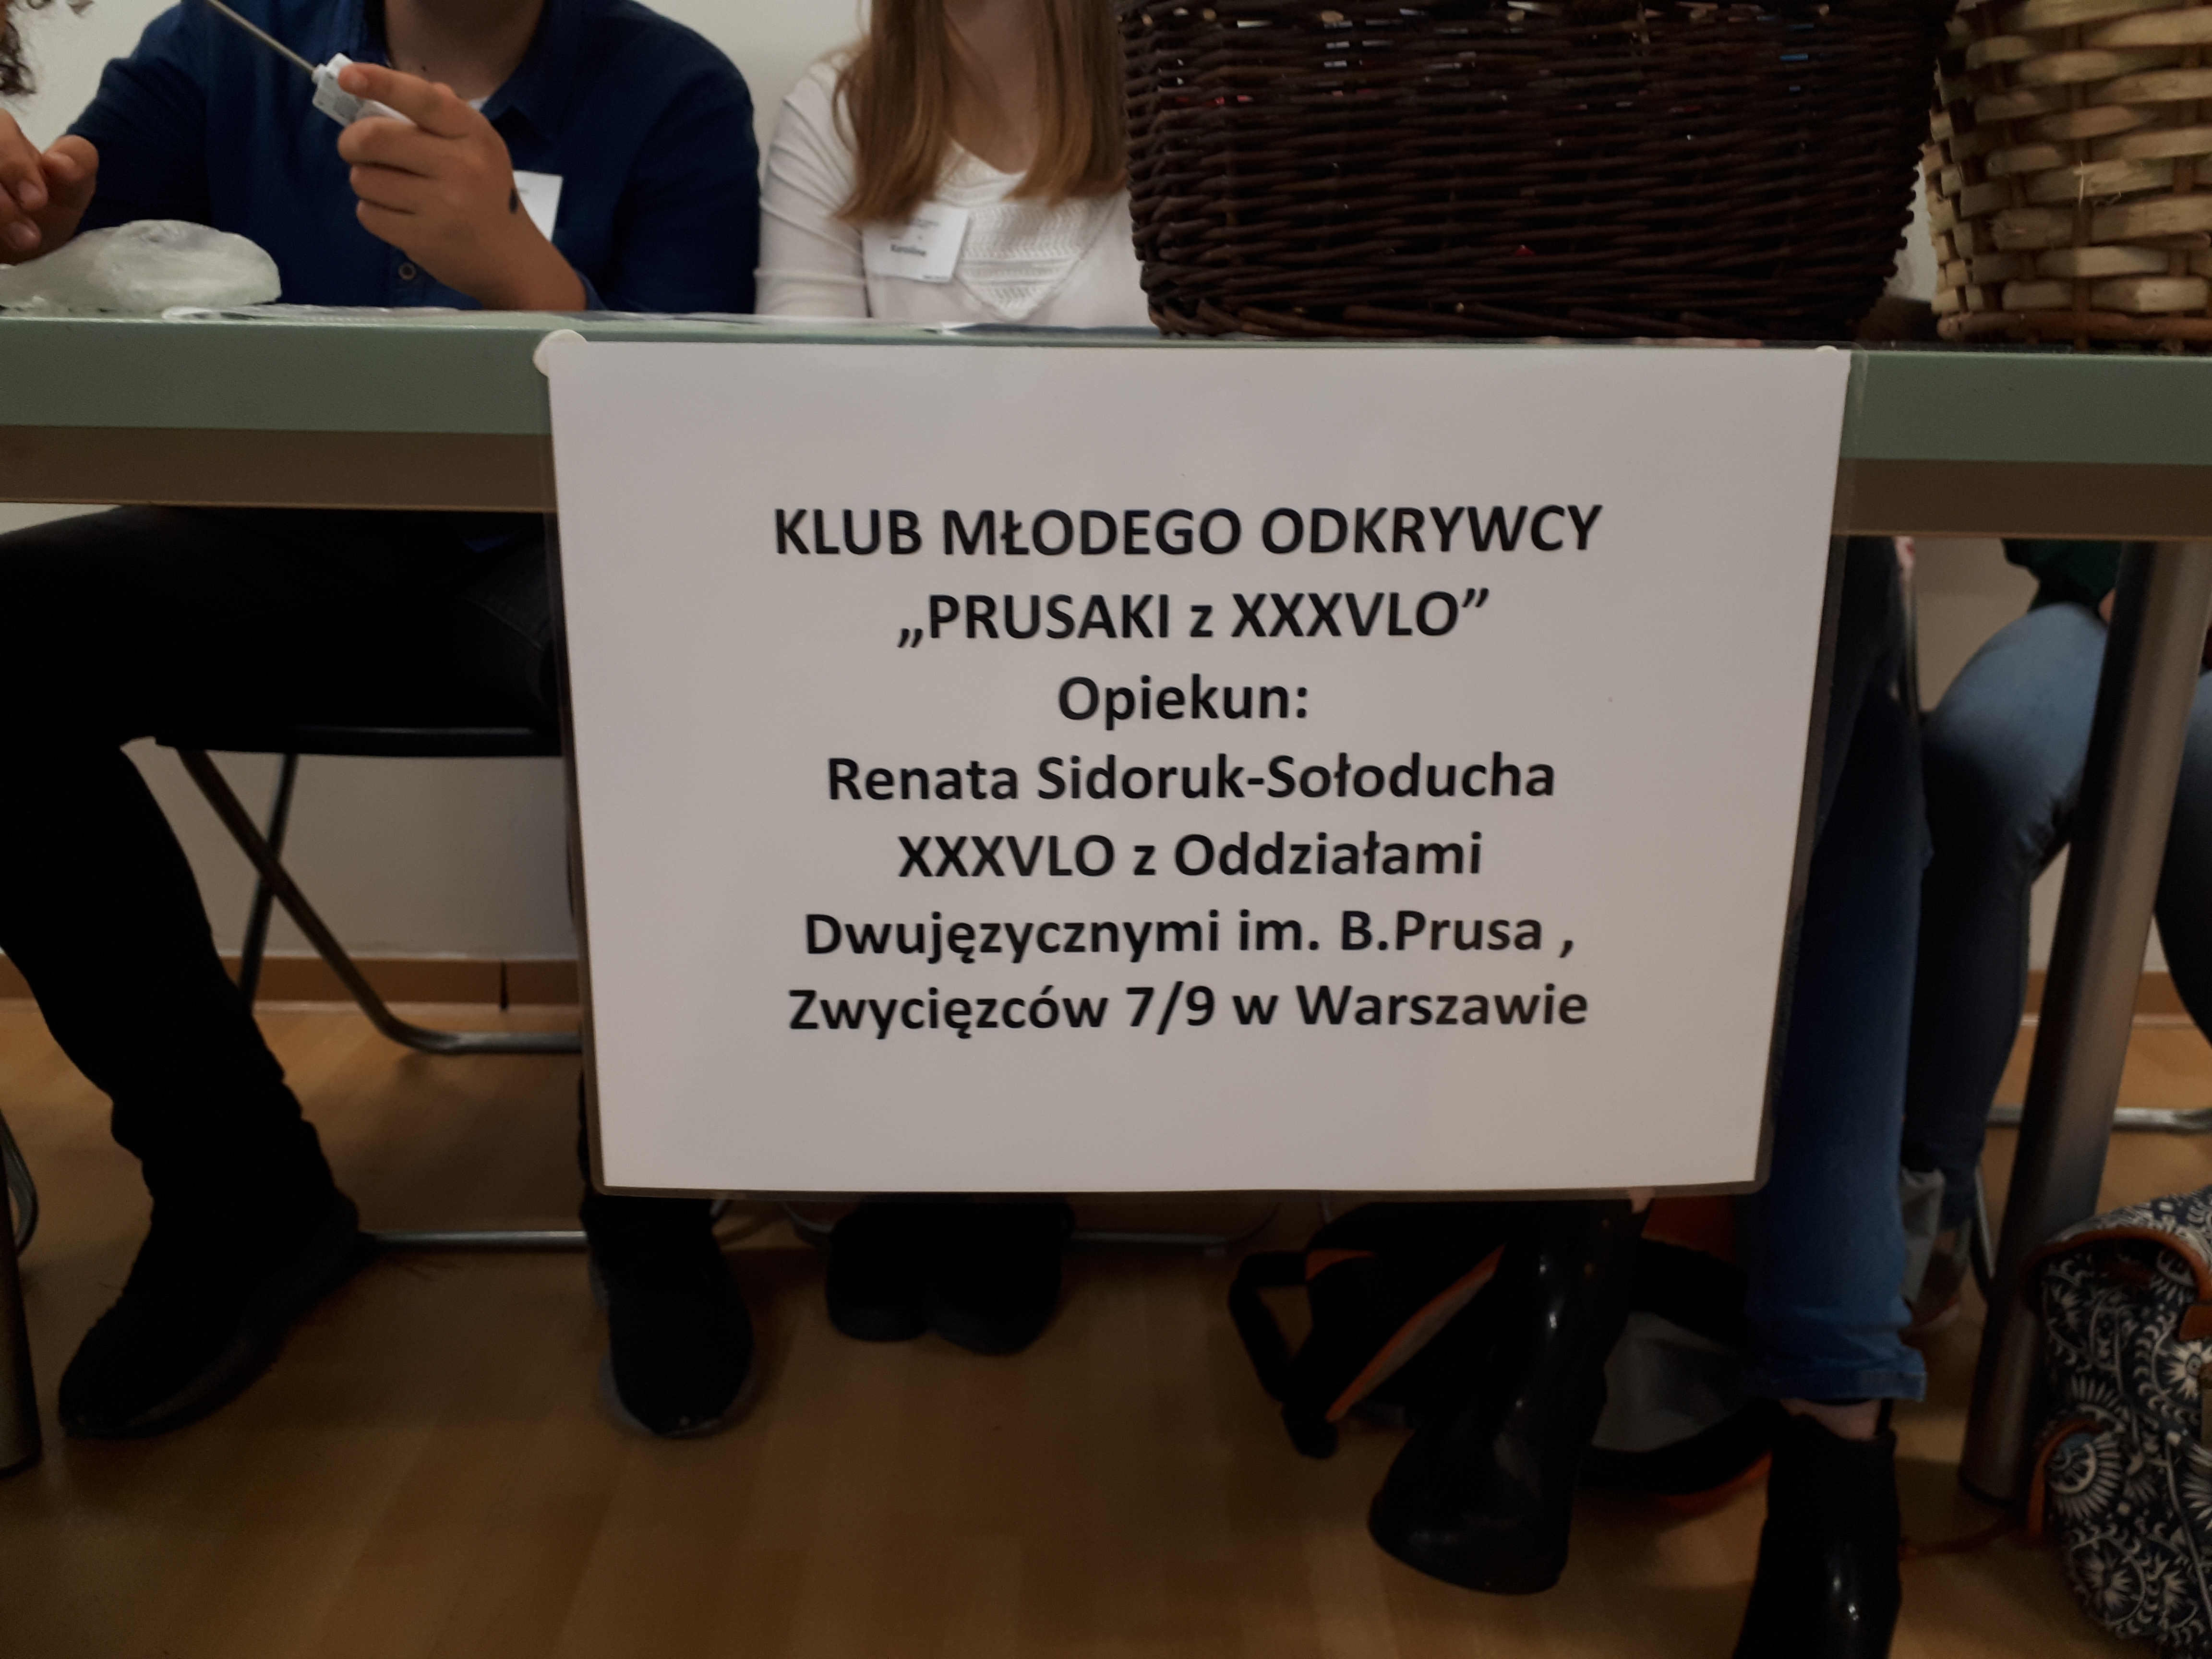 KLUB MŁODEGO ODKRYWCY
„PRUSAKI z XXXVLO”
Opiekun:
Renata Sidoruk-Sołoducha
XXXVLO z Oddziałami
Dwujęzycznymi im. B.Prusa ,
Zwycięzców 7/9 w Warszawie